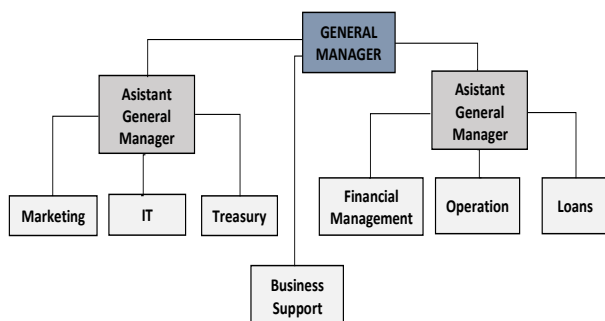 GENERAL
MANAGER
Asistant
General
Manager
Asistant
General
Manager
Marketing
IT
Treasury
Financial
Management
Operation
Loans
Business
Support